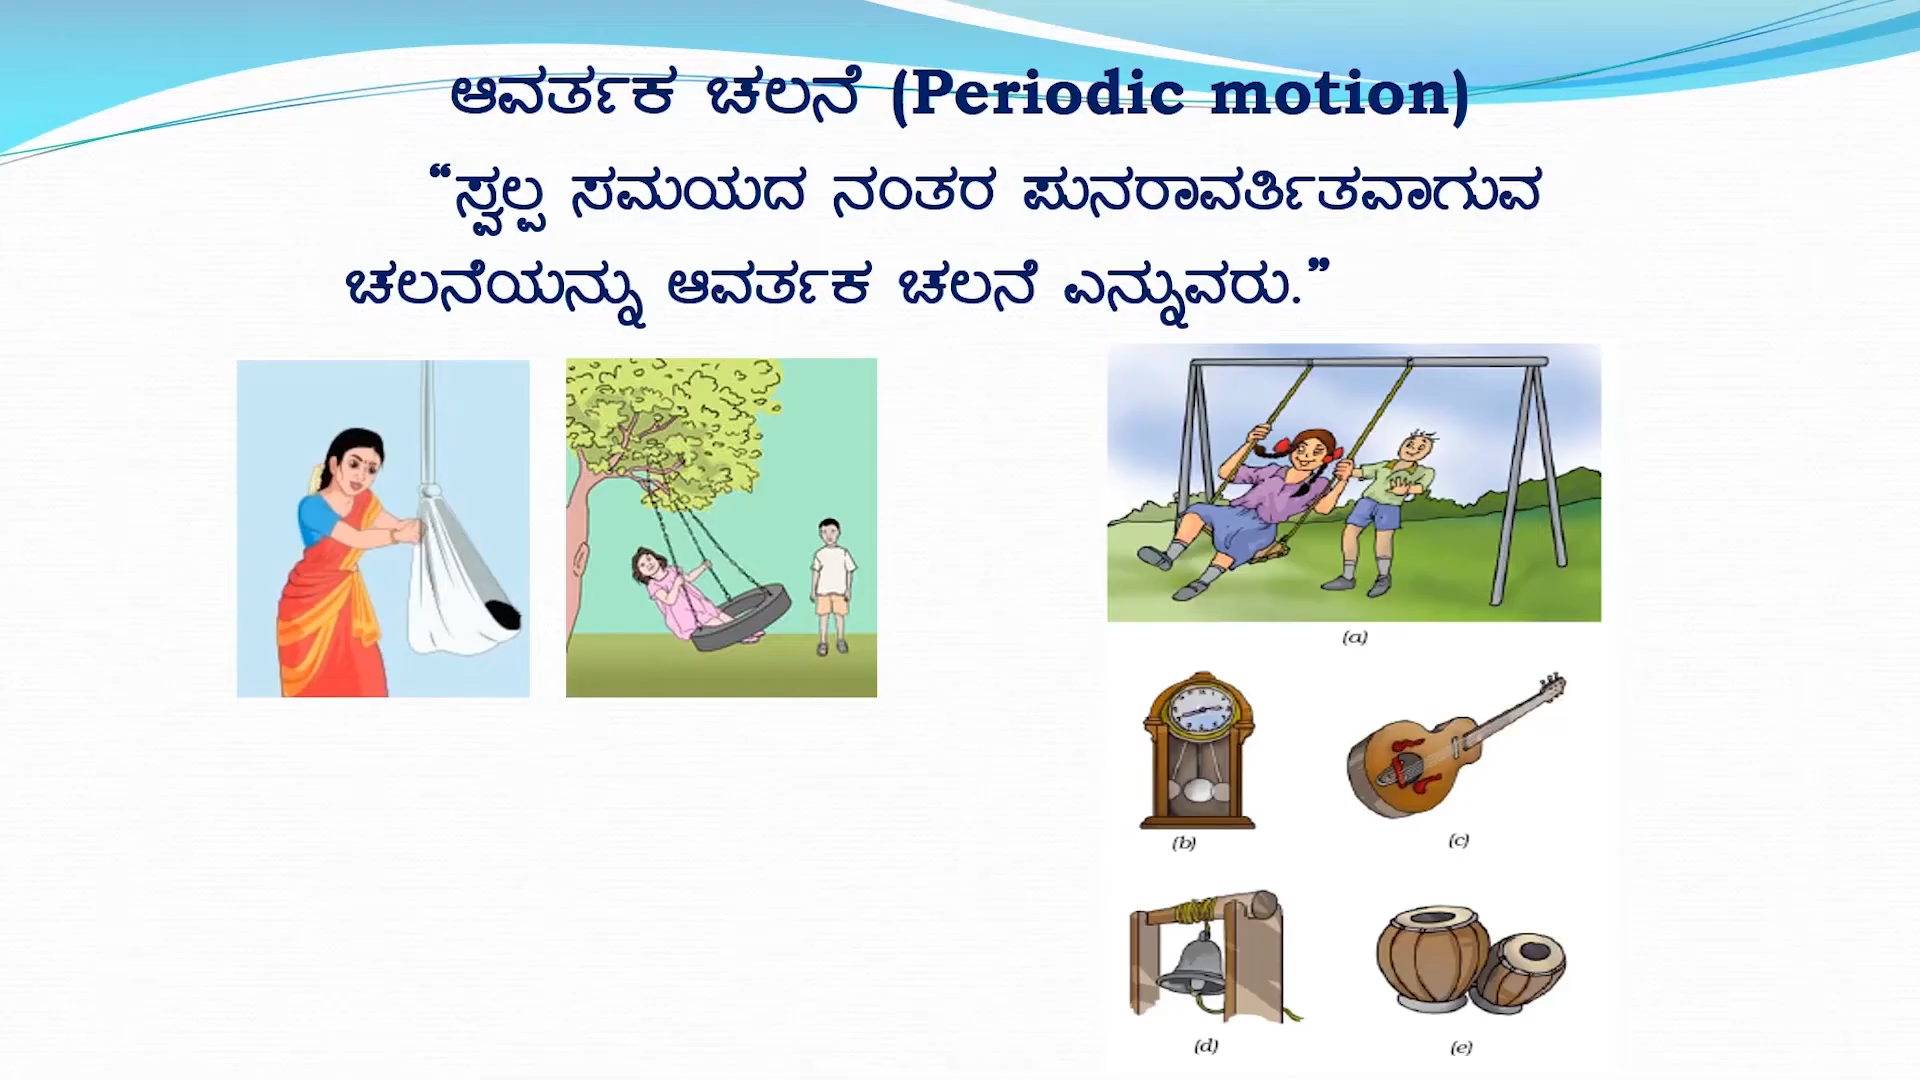 ಆವರ್ತಕ ಚಲನೆ (Periodic motion)
“ಸ್ವಲ್ಪ ಸಮಯದ ನಂತರ ಪುನರಾವರ್ತಿತವಾಗುವ
ಚಲನೆಯನ್ನು ಆವರ್ತಕ ಚಲನೆ ಎನ್ನುವರು.”
(a)
(b)
(c)
(d)
(e)